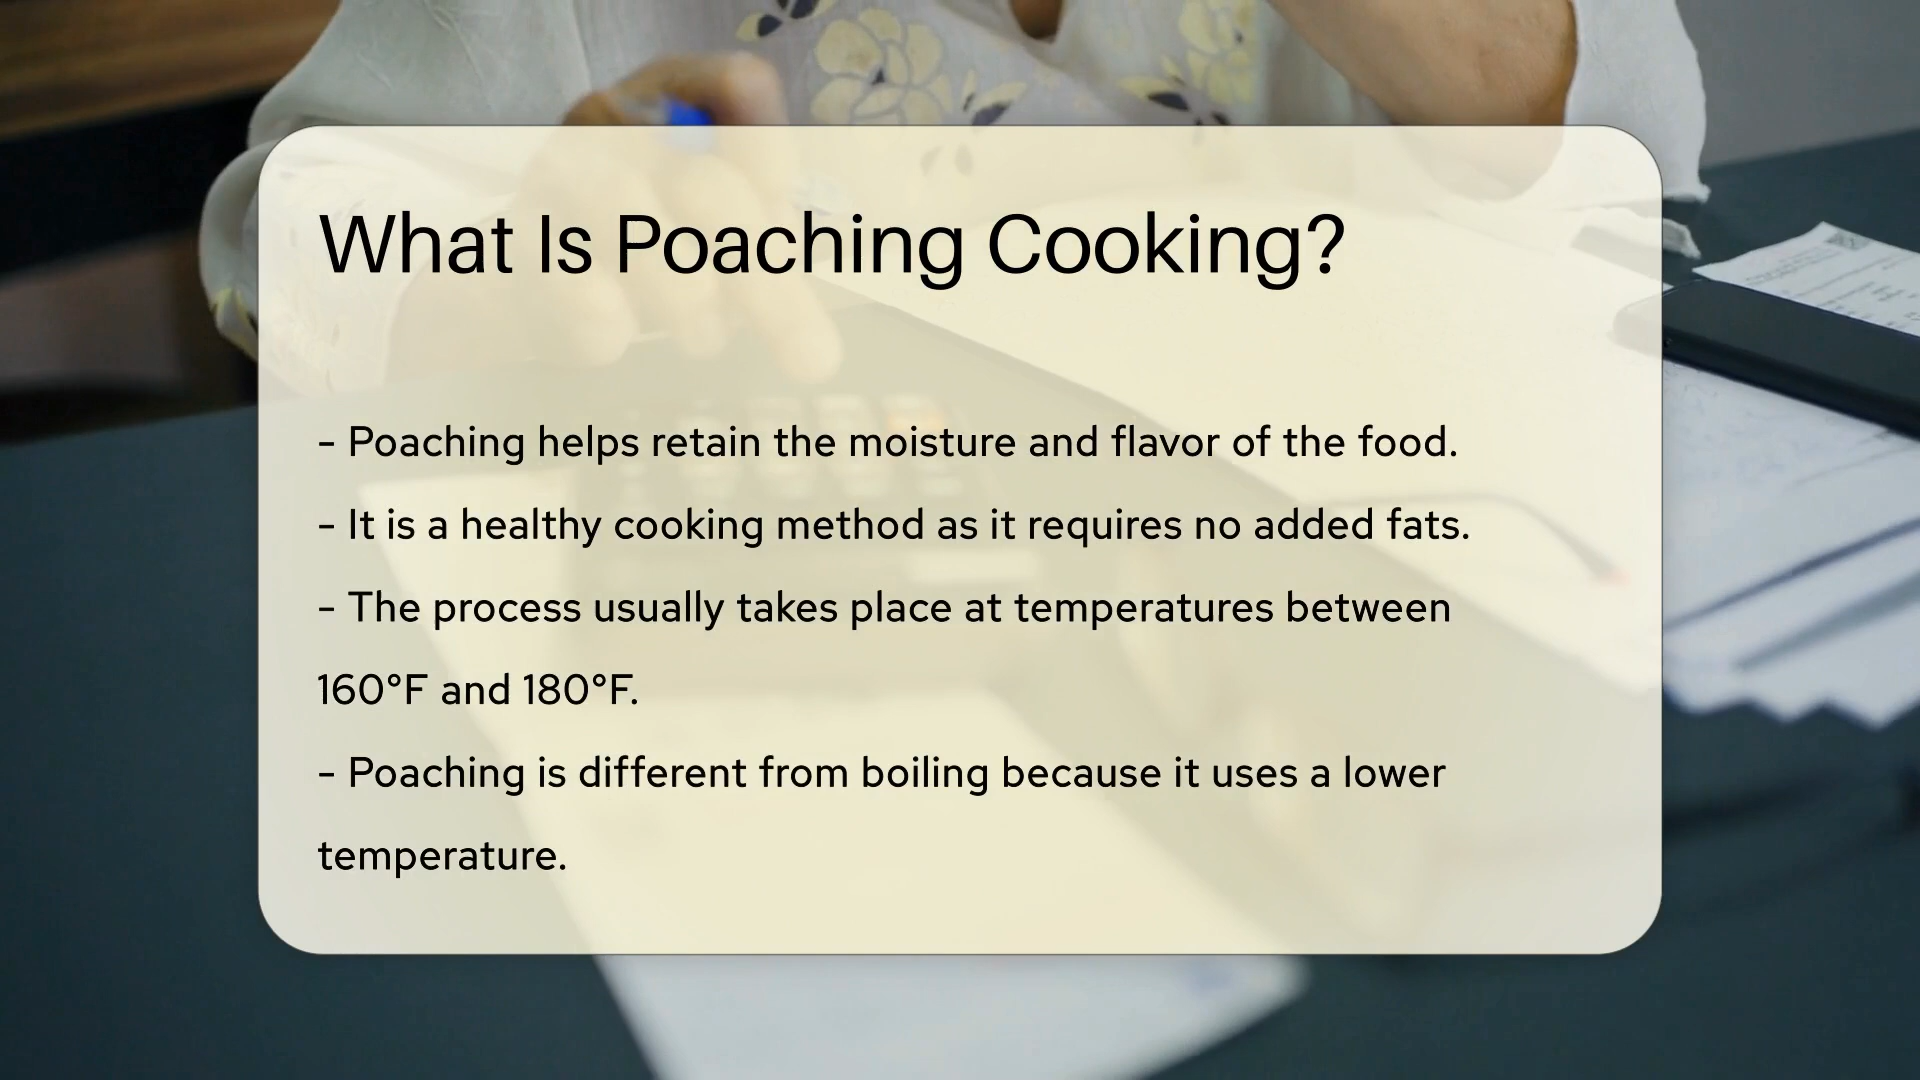 What Is Poaching Cooking?
- Poaching helps retain the moisture and flavor of the food.
- It is a healthy cooking method as it requires no added fats.
- The process usually takes place at temperatures between
160°F and 180°F.
- Poaching is different from boiling because it uses a lower
temperature.